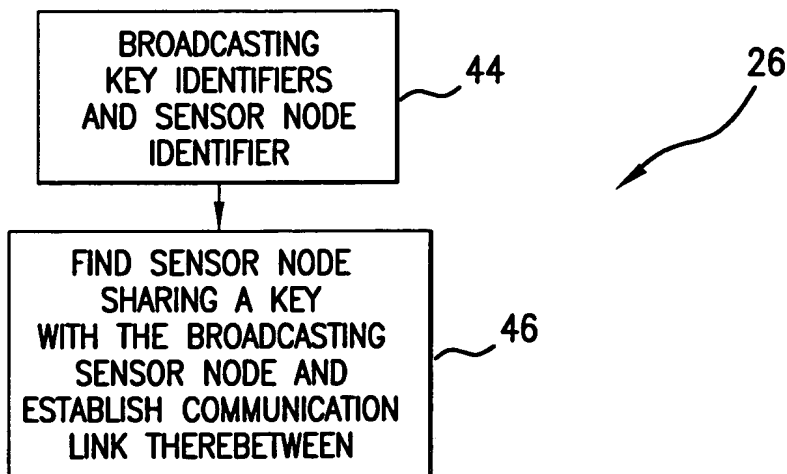 BROADCASTING
KEY IDENTIFIERS
AND SENSOR NODE
IDENTIFIER
44
26
FIND SENSOR NODE
SHARING A KEY
WITH THE BROADCASTING
SENSOR NODE AND
ESTABLISH COMMUNICATION
LINK THEREBETWEEN
46